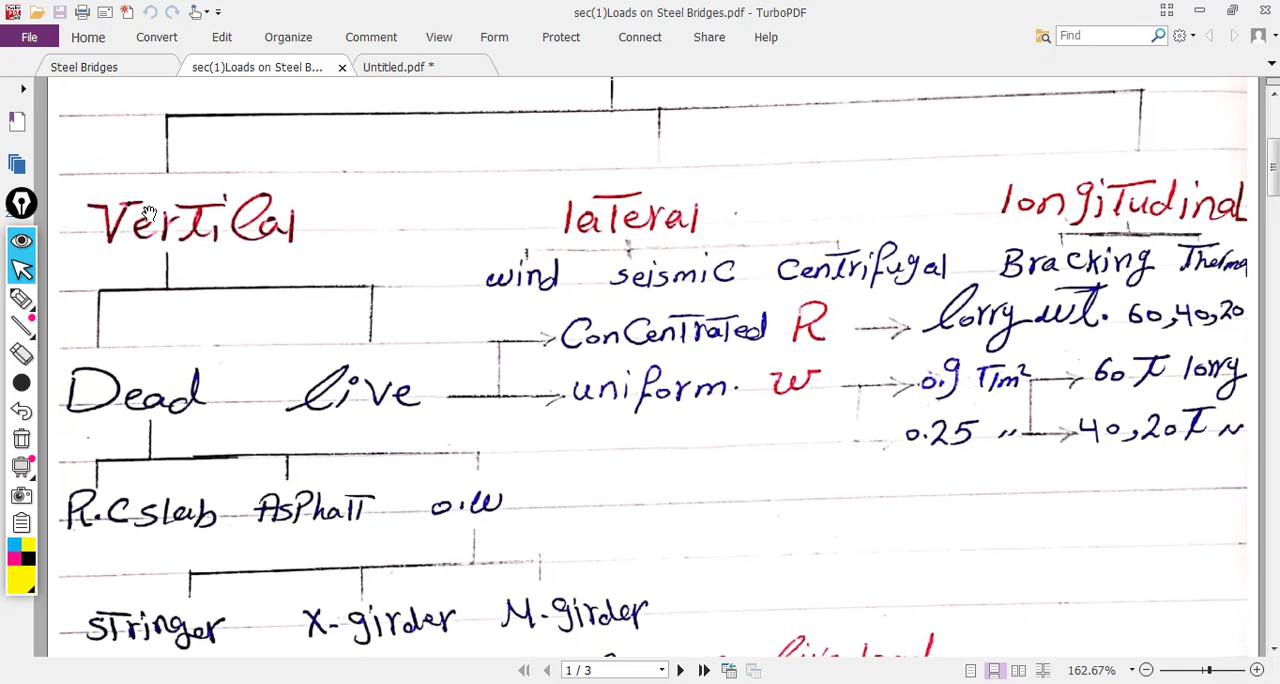 sec(1)Loads on Steel Bridges.pdf - TurboPDF
File Home Convert Edit Organize Comment View Form Protect Connect Share Help Find
Steel Bridges sec(1)Loads on Steel B... x Untitled.pdf *
Vertical lateral longitudinal
wind seismic Centrifugal Bracking Therma
ConCentrated R → lorry wt. 60,40,20
Dead live uniform. w → 0.9 T/m² → 60 T lorry
0.25 〃 → 40,20 T 〃
R.C slab AsPhalT o.w
STringer X-girder M-girder
live load
1 / 3 162.67%